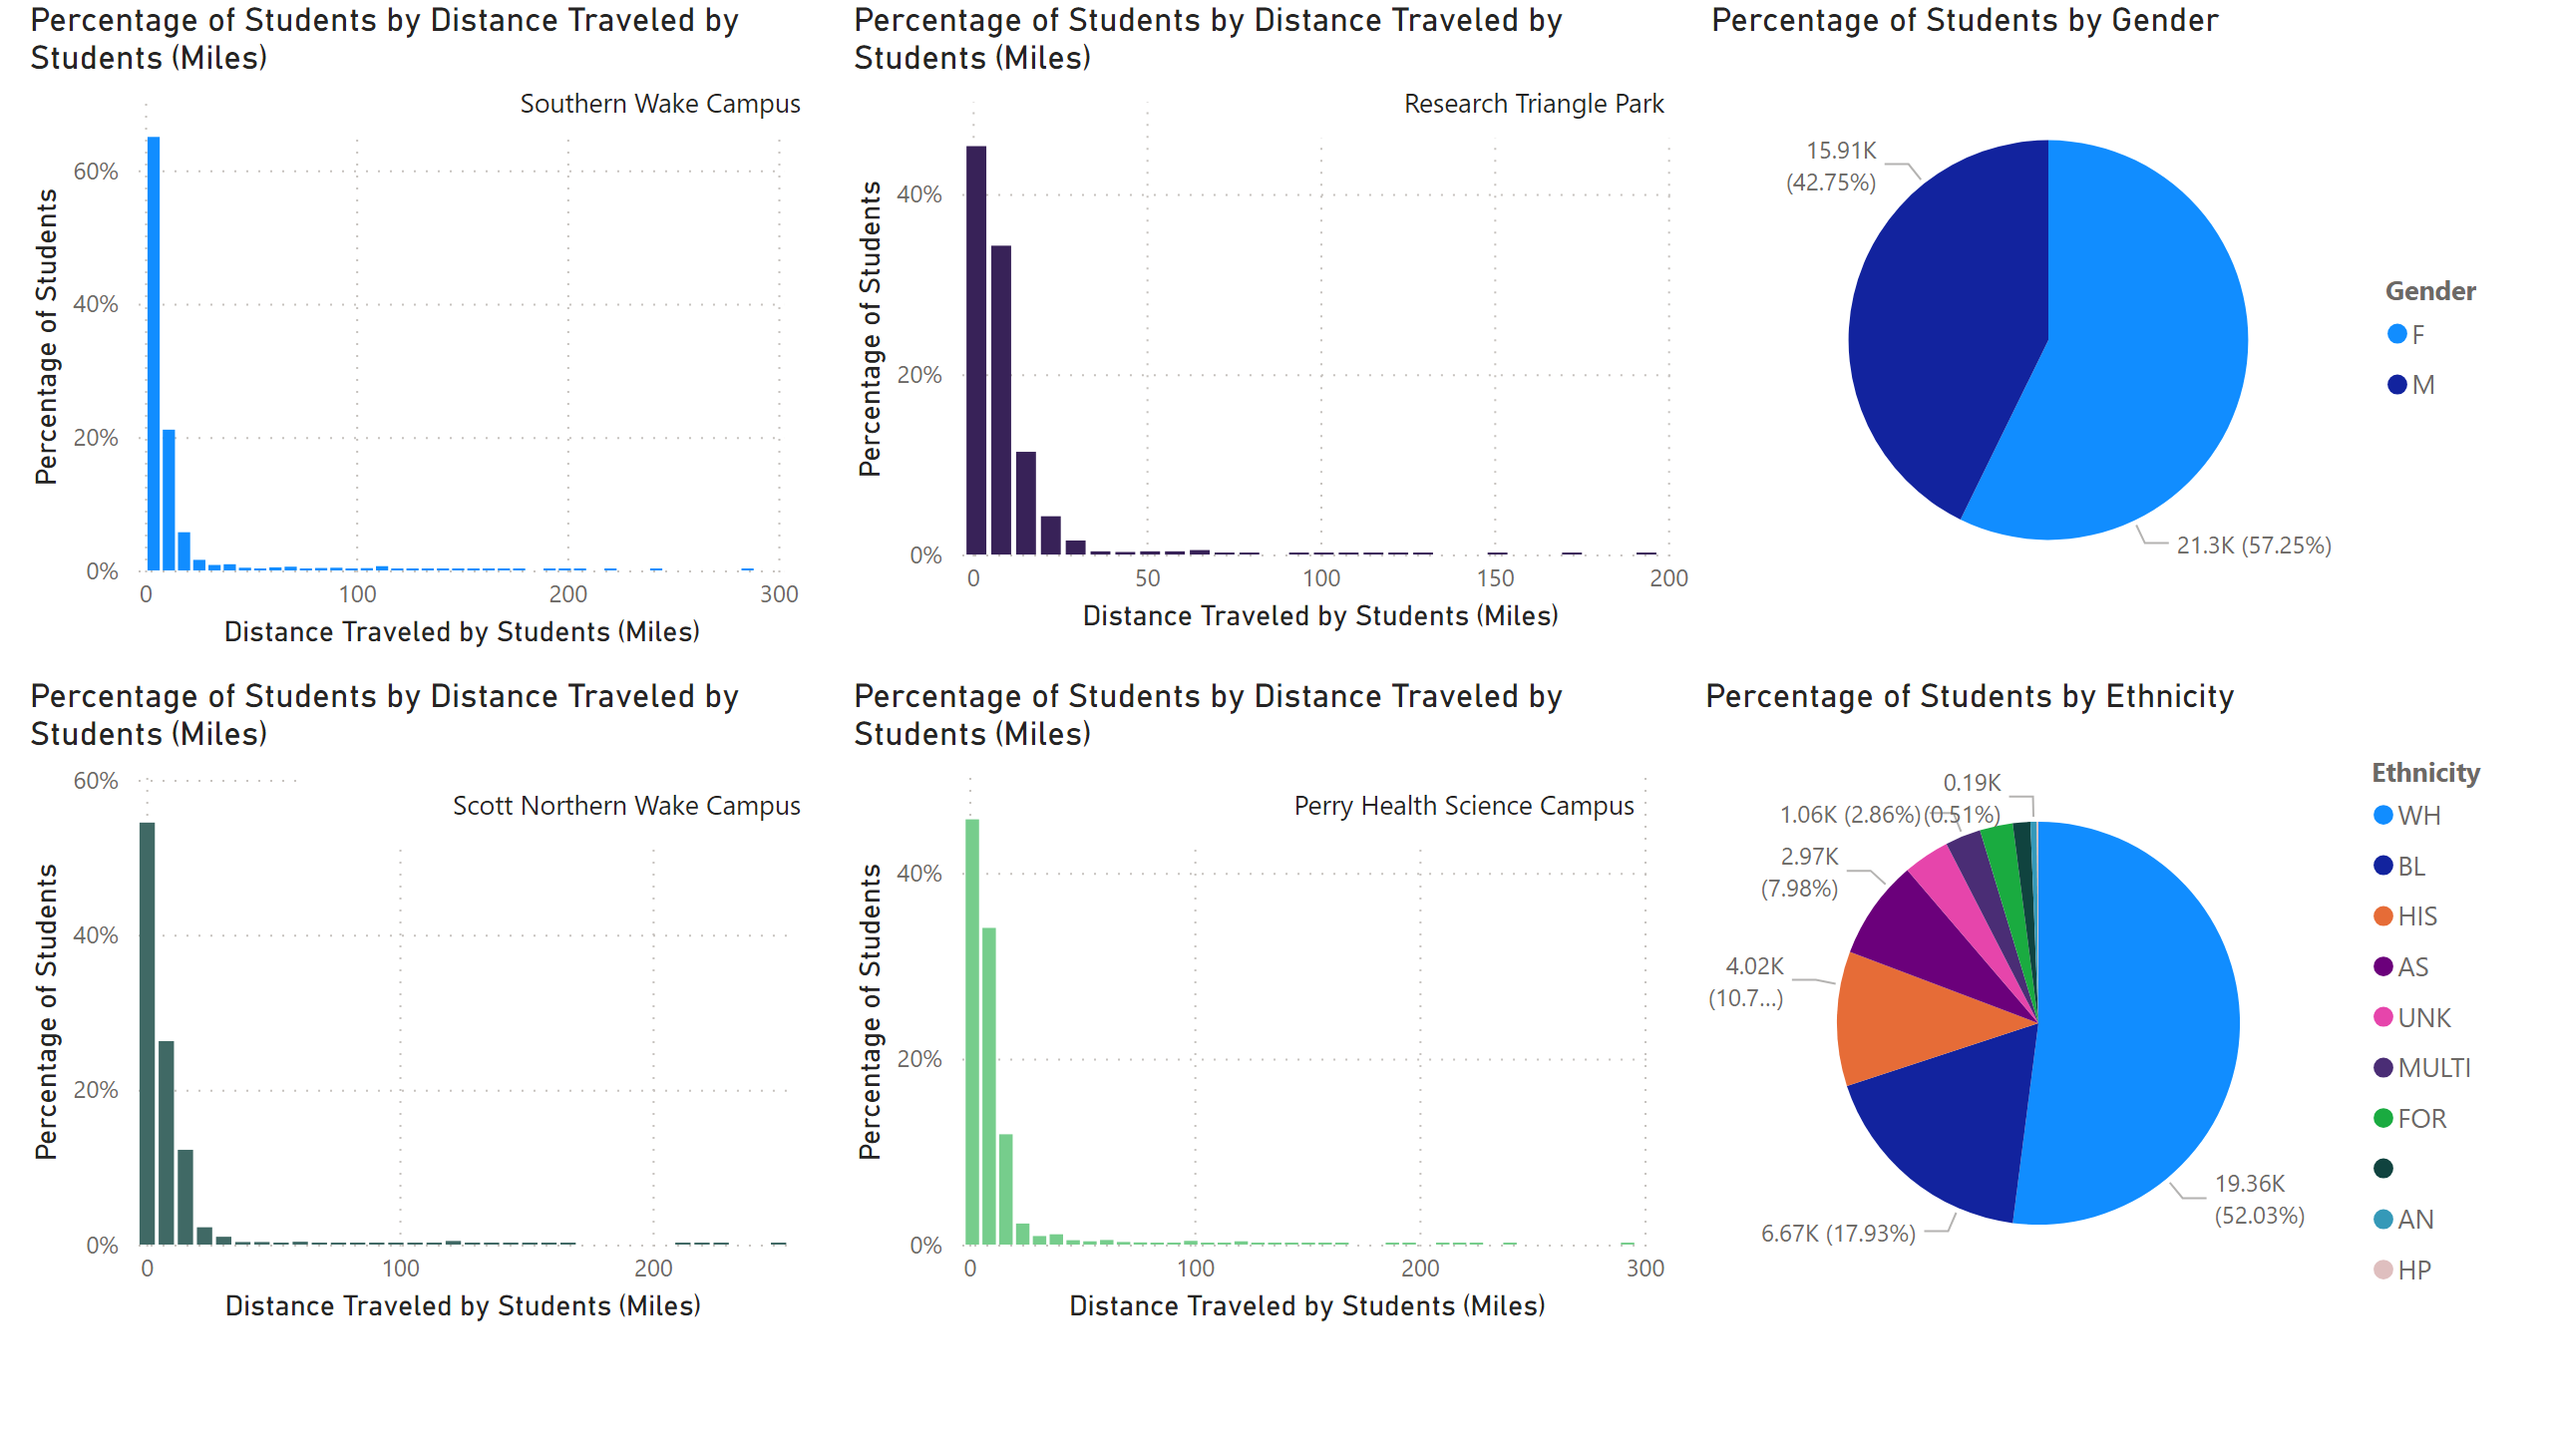 Percentage of Students by Distance Traveled by
Students (Miles)
Southern Wake Campus
Percentage of Students
60%
40%
20%
0%
0
100
200
300
Distance Traveled by Students (Miles)
Percentage of Students by Distance Traveled by
Students (Miles)
Research Triangle Park
Percentage of Students
40%
20%
0%
0
50
100
150
200
Distance Traveled by Students (Miles)
Percentage of Students by Gender
15.91K
(42.75%)
21.3K (57.25%)
Gender
F
M
Percentage of Students by Distance Traveled by
Students (Miles)
Scott Northern Wake Campus
Percentage of Students
60%
40%
20%
0%
0
100
200
Distance Traveled by Students (Miles)
Percentage of Students by Distance Traveled by
Students (Miles)
Perry Health Science Campus
Percentage of Students
40%
20%
0%
0
100
200
300
Distance Traveled by Students (Miles)
Percentage of Students by Ethnicity
0.19K
(0.51%)
1.06K (2.86%)
2.97K
(7.98%)
4.02K
(10.7...)
6.67K (17.93%)
19.36K
(52.03%)
Ethnicity
WH
BL
HIS
AS
UNK
MULTI
FOR
AN
HP